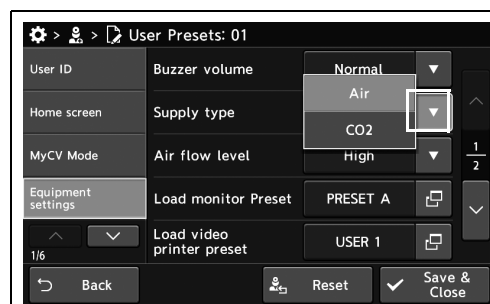 > > User Presets: 01
User ID
Buzzer volume
Normal
Home screen
Supply type
Air
CO2
MyCV Mode
Air flow level
High
1
2
Equipment
settings
Load monitor Preset
PRESET A
1/6
Load video
printer preset
USER 1
Back
Reset
Save &
Close